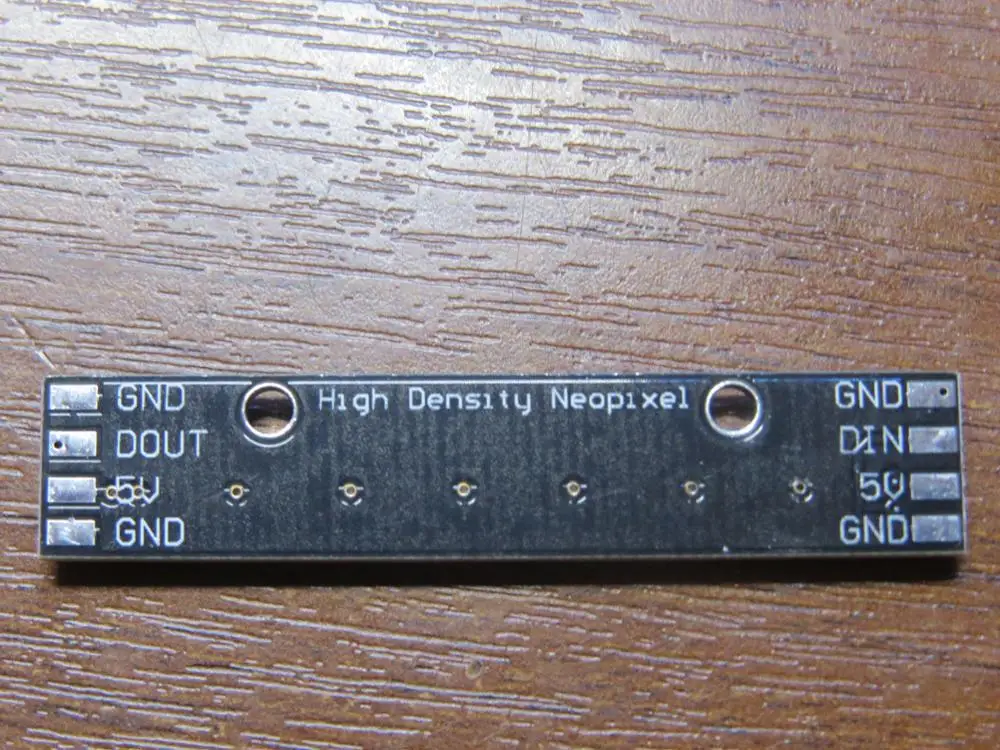 GND
DOUT
5V
GND
High Density Neopixel
GND
DIN
5V
GND